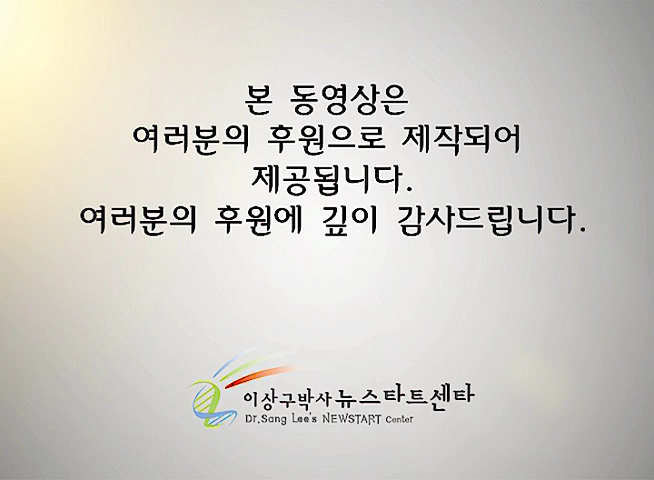 본 동영상은
여러분의 후원으로 제작되어
제공됩니다.
여러분의 후원에 깊이 감사드립니다.
이상구박사 뉴스타트센타
Dr.Sang Lee's NEWSTART Center